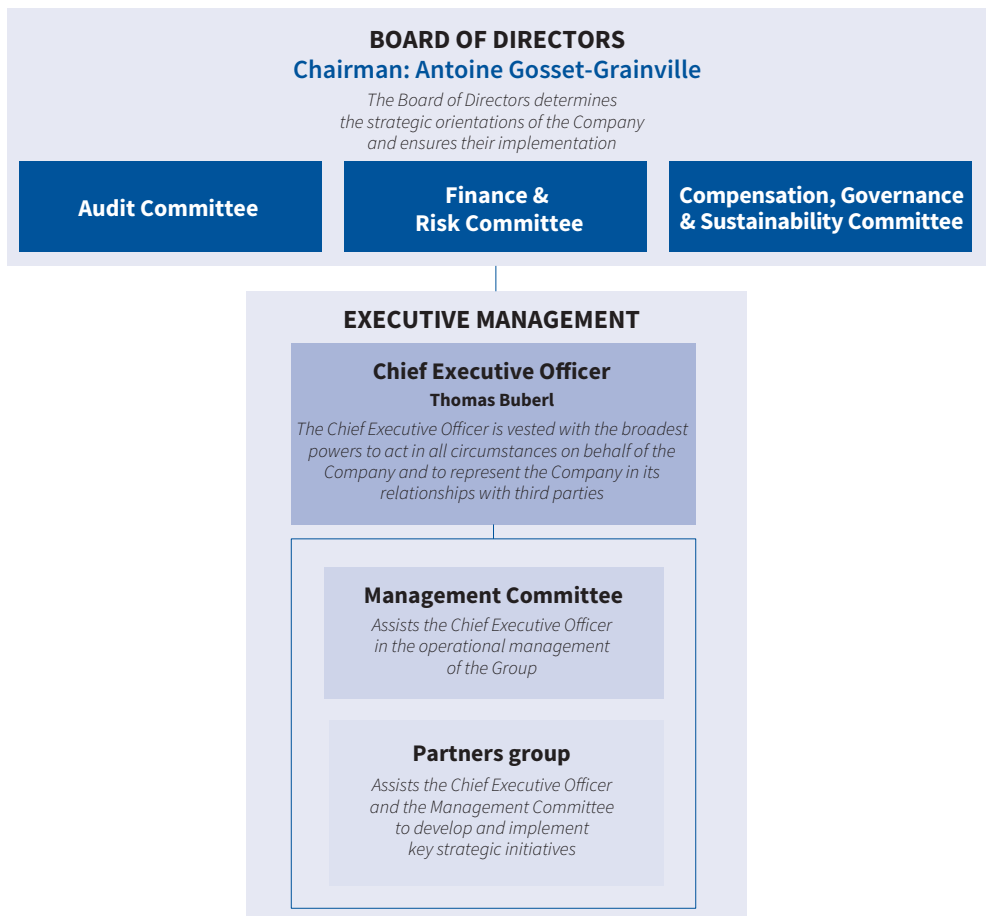 BOARD OF DIRECTORS
Chairman: Antoine Gosset-Grainville
The Board of Directors determines
the strategic orientations of the Company
and ensures their implementation
Audit Committee
Finance &
Risk Committee
Compensation, Governance
& Sustainability Committee
EXECUTIVE MANAGEMENT
Chief Executive Officer
Thomas Buberl
The Chief Executive Officer is vested with the broadest
powers to act in all circumstances on behalf of the
Company and to represent the Company in its
relationships with third parties
Management Committee
Assists the Chief Executive Officer
in the operational management
of the Group
Partners group
Assists the Chief Executive Officer
and the Management Committee
to develop and implement
key strategic initiatives